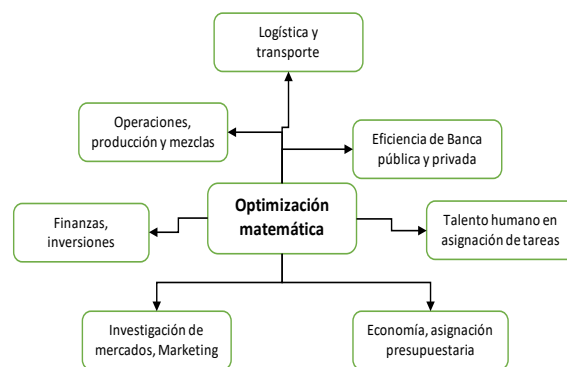 Logística y
transporte
Operaciones,
producción y mezclas
Eficiencia de Banca
pública y privada
Optimización
matemática
Finanzas,
inversiones
Talento humano en
asignación de tareas
Investigación de
mercados, Marketing
Economía, asignación
presupuestaria